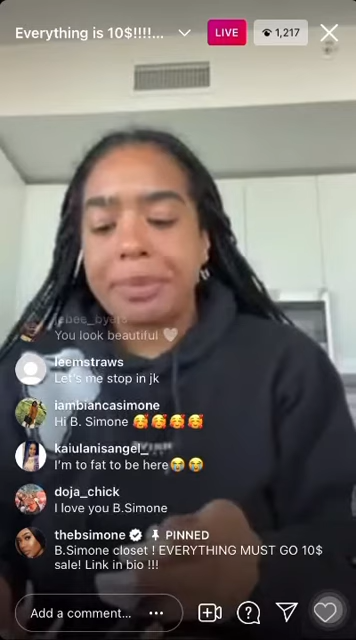 Everything is 10$!!!!...
LIVE
1,217
You look beautiful 🤍
leemstraws
Let's me stop in jk
iambiancasimone
Hi B. Simone 🥰🥰🥰🥰
kaiulanisangel_
I'm to fat to be here😭😭
doja_chick
I love you B.Simone
thebsimone PINNED
B.Simone closet ! EVERYTHING MUST GO 10$
sale! Link in bio !!!
Add a comment...